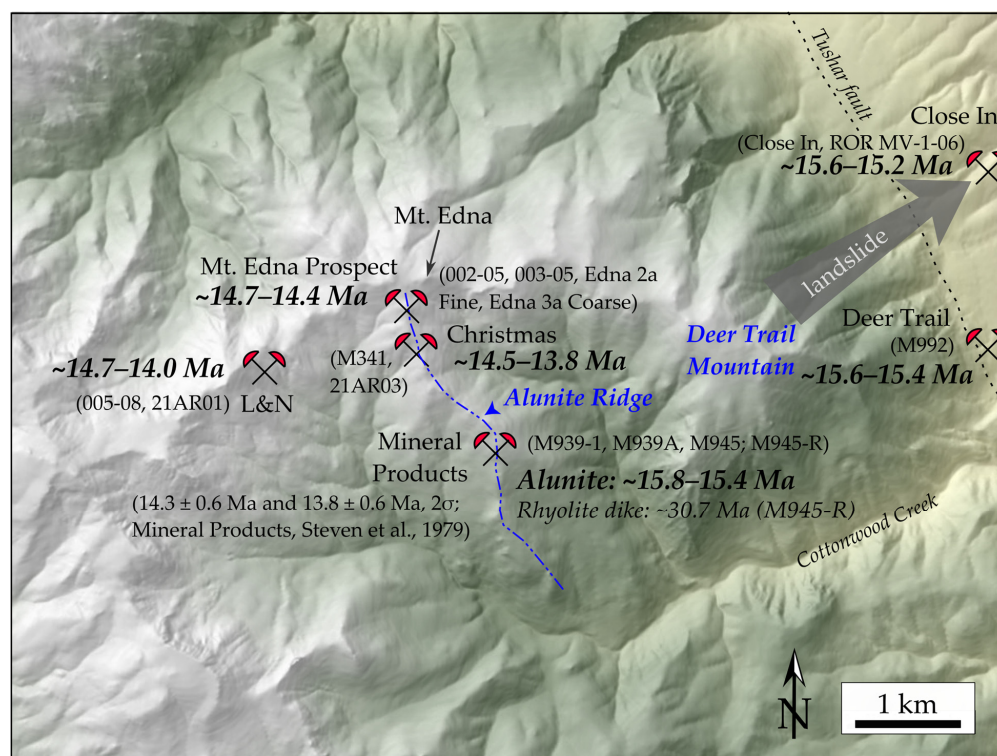 Tushar fault
Close In
(Close In, ROR MV-1-06)
~15.6–15.2 Ma
landslide
Mt. Edna
Mt. Edna Prospect
~14.7–14.4 Ma
(002-05, 003-05, Edna 2a
Fine, Edna 3a Coarse)
Christmas
(M341,
21AR03)
~14.5–13.8 Ma
Deer Trail
Mountain
Deer Trail
(M992)
~15.6–15.4 Ma
~14.7–14.0 Ma
(005-08, 21AR01)
L&N
Alunite Ridge
Mineral
Products
(M939-1, M939A, M945; M945-R)
Alunite: ~15.8–15.4 Ma
Rhyolite dike: ~30.7 Ma (M945-R)
(14.3 ± 0.6 Ma and 13.8 ± 0.6 Ma, 2σ;
Mineral Products, Steven et al., 1979)
Cottonwood Creek
N
1 km